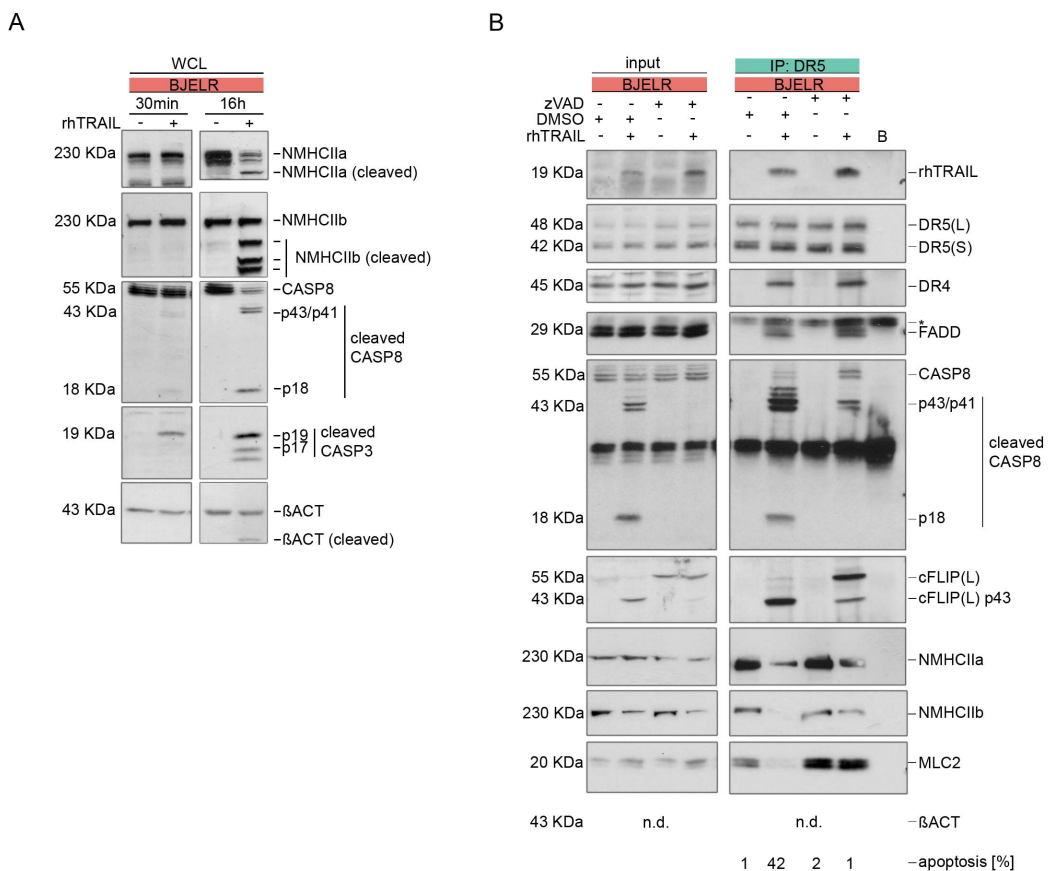 A
WCL
BJELR
30min 16h
rhTRAIL - + - +
230 KDa NMHCIIa
NMHCIIa (cleaved)
230 KDa NMHCIIb
NMHCIIb (cleaved)
55 KDa CASP8
43 KDa p43/p41
cleaved
CASP8
18 KDa p18
19 KDa p19 cleaved
p17 CASP3
43 KDa ßACT
ßACT (cleaved)
B
input IP: DR5
BJELR BJELR
zVAD - - + + - - + +
DMSO + + - - + + - -
rhTRAIL - + - + - + - + B
19 KDa rhTRAIL
48 KDa DR5(L)
42 KDa DR5(S)
45 KDa DR4
*
29 KDa FADD
55 KDa CASP8
43 KDa p43/p41
cleaved
CASP8
18 KDa p18
55 KDa cFLIP(L)
43 KDa cFLIP(L) p43
230 KDa NMHCIIa
230 KDa NMHCIIb
20 KDa MLC2
43 KDa n.d. n.d. ßACT
1 42 2 1 apoptosis [%]